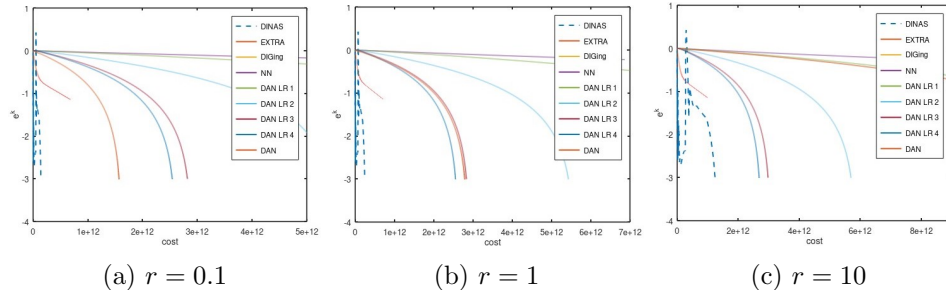 1
0
-1
-2
-3
-4
e^k
0
1e+12
2e+12
3e+12
4e+12
5e+12
cost
DINAS
EXTRA
DIGing
NN
DAN LR 1
DAN LR 2
DAN LR 3
DAN LR 4
DAN
(a) r = 0.1
1
0
-1
-2
-3
-4
e^k
0
1e+12
2e+12
3e+12
4e+12
5e+12
6e+12
7e+12
cost
DINAS
EXTRA
DIGing
NN
DAN LR 1
DAN LR 2
DAN LR 3
DAN LR 4
DAN
(b) r = 1
1
0
-1
-2
-3
-4
e^k
0
2e+12
4e+12
6e+12
8e+12
cost
DINAS
EXTRA
DIGing
NN
DAN LR 1
DAN LR 2
DAN LR 3
DAN LR 4
DAN
(c) r = 10